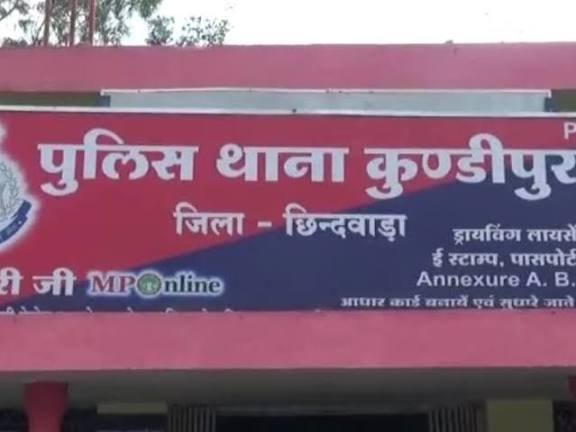 पुलिस थाना कुण्डीपुरा
जिला - छिन्दवाड़ा
ड्रायविंग लायसें
ई स्टाम्प, पासपोर्ट
री जी MPOnline
Annexure A. B.
आधार कार्ड बनायें एवं सुधारे जाते